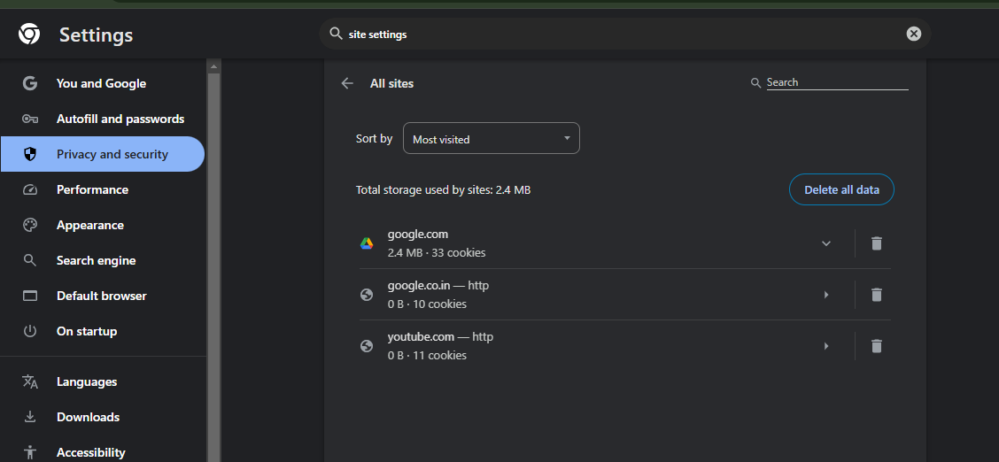 Settings
site settings
You and Google
Autofill and passwords
Privacy and security
Performance
Appearance
Search engine
Default browser
On startup
Languages
Downloads
Accessibility
All sites
Search
Sort by
Most visited
Total storage used by sites: 2.4 MB
Delete all data
google.com
2.4 MB · 33 cookies
google.co.in — http
0 B · 10 cookies
youtube.com — http
0 B · 11 cookies